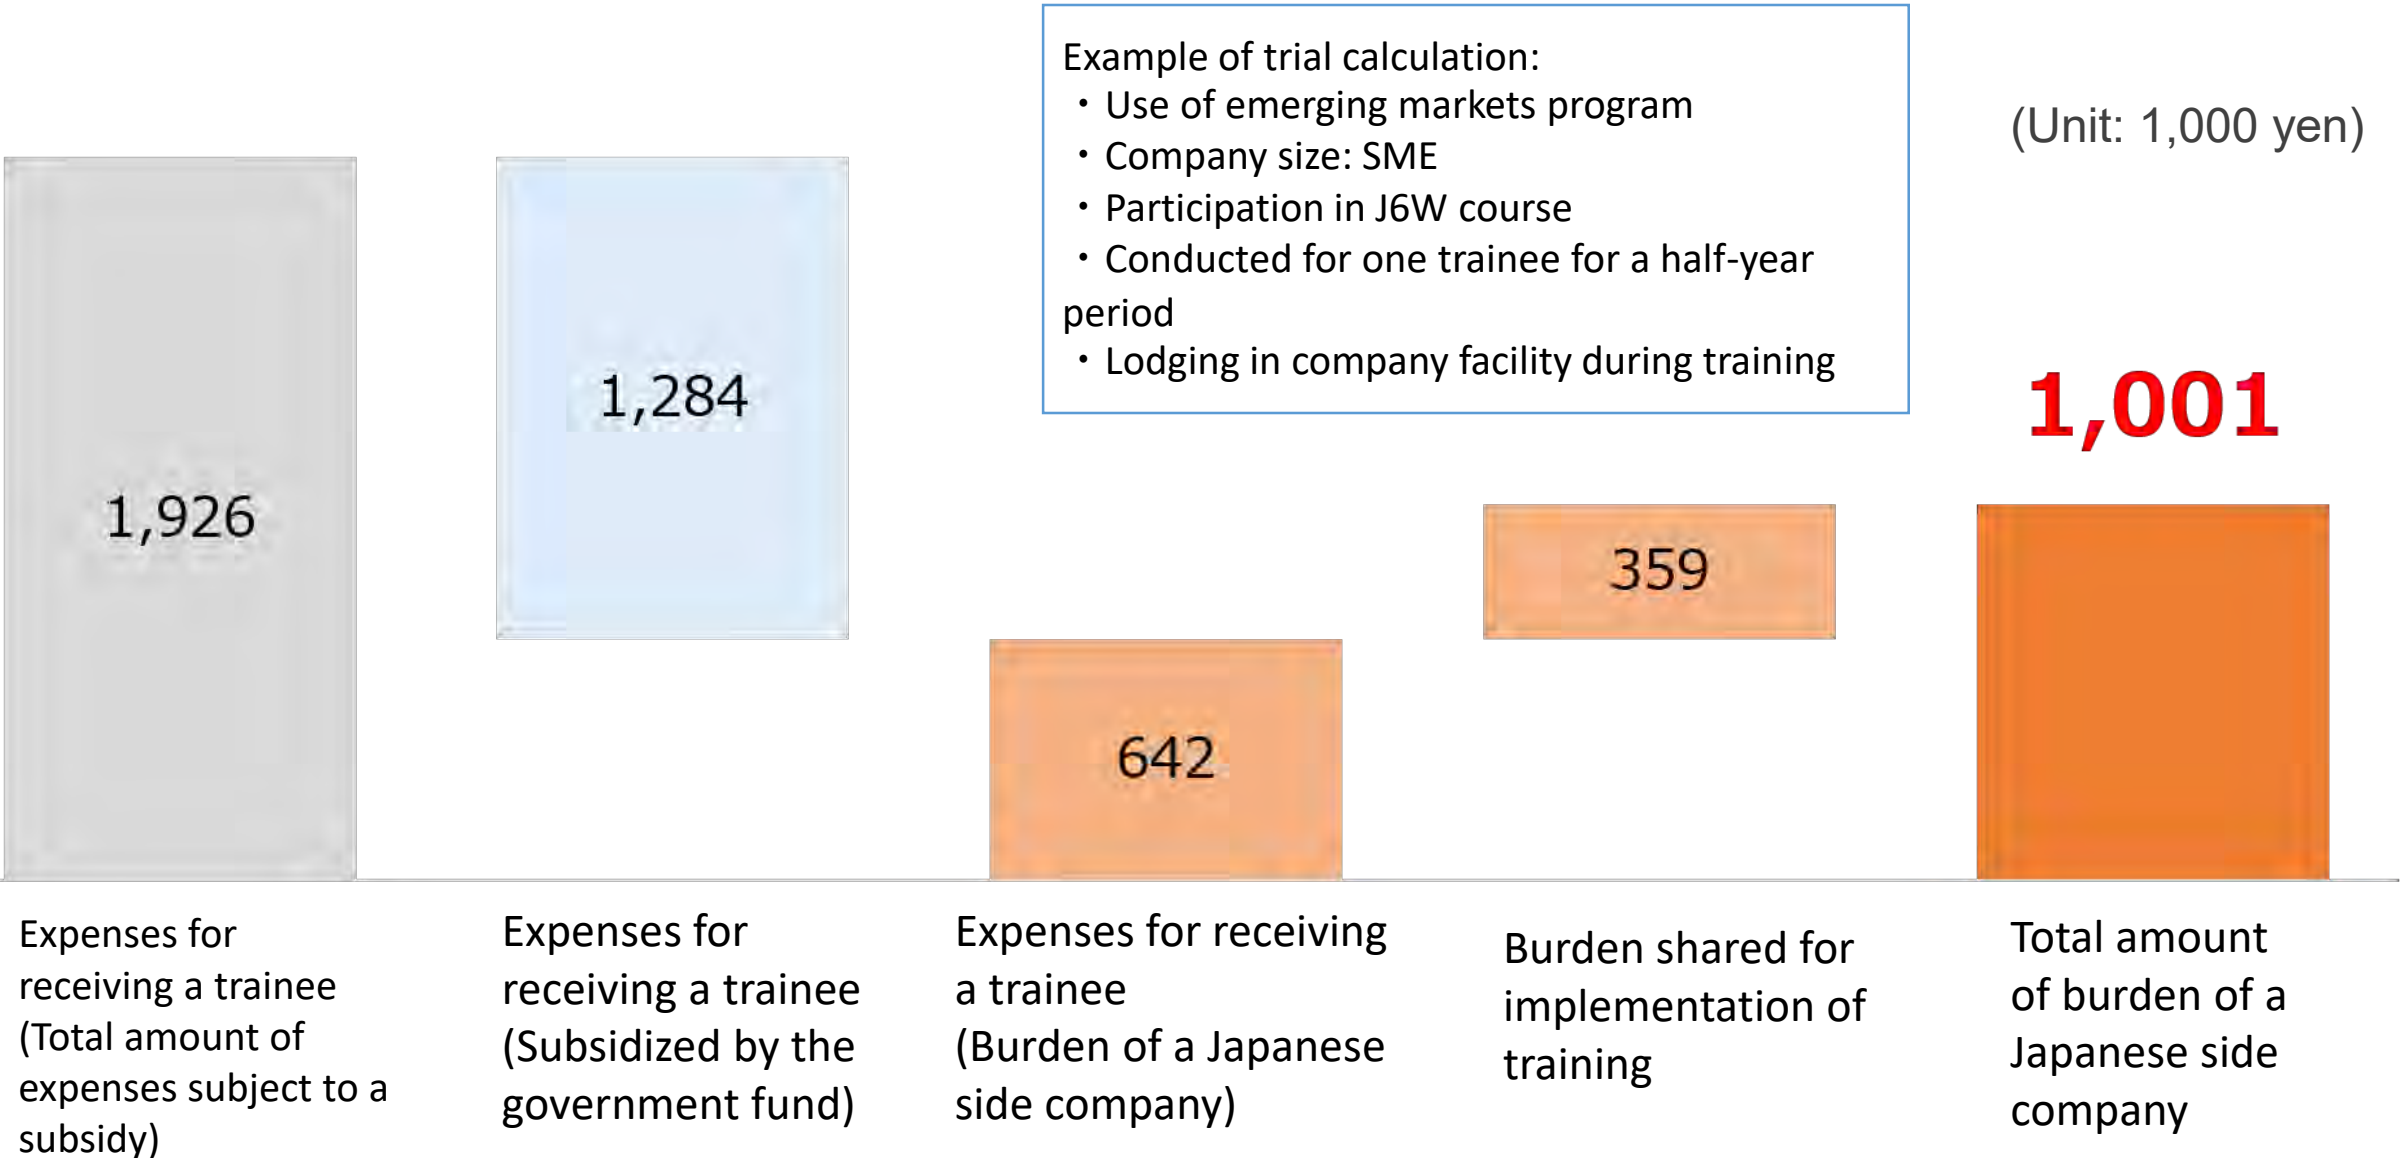 Example of trial calculation:
・Use of emerging markets program
・Company size: SME
・Participation in J6W course
・Conducted for one trainee for a half-year
period
・Lodging in company facility during training
(Unit: 1,000 yen)
1,926
1,284
642
359
1,001
Expenses for
receiving a trainee
(Total amount of
expenses subject to a
subsidy)
Expenses for
receiving a trainee
(Subsidized by the
government fund)
Expenses for receiving
a trainee
(Burden of a Japanese
side company)
Burden shared for
implementation of
training
Total amount
of burden of a
Japanese side
company